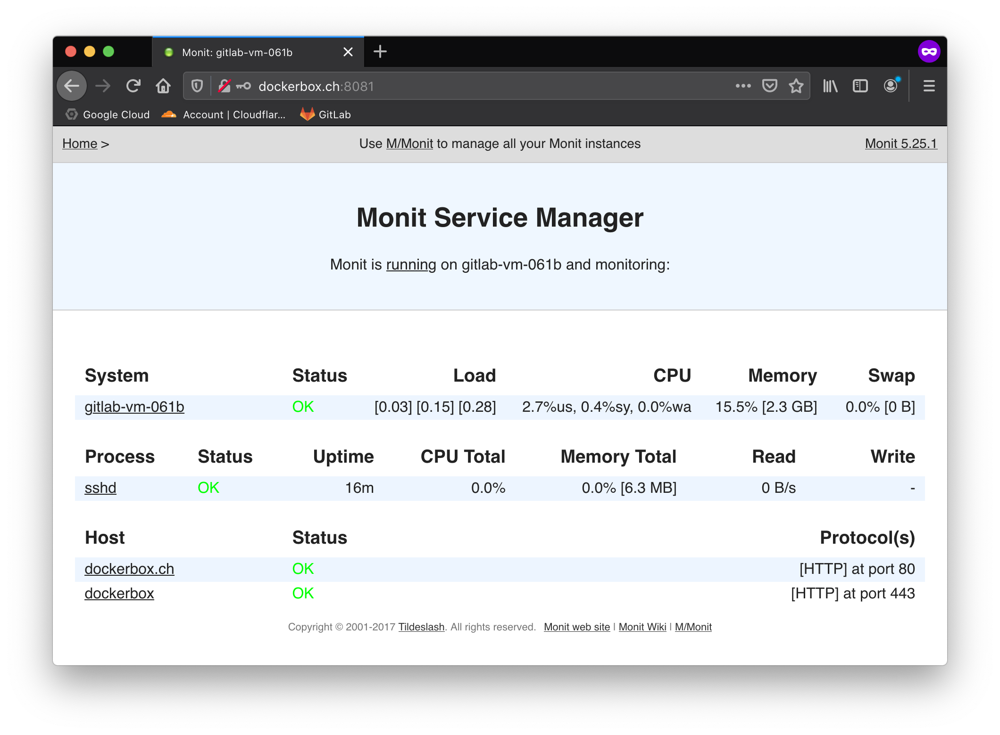 Monit: gitlab-vm-061b
dockerbox.ch:8081
Google Cloud Account | Cloudflar... GitLab
Home > Use M/Monit to manage all your Monit instances Monit 5.25.1
Monit Service Manager
Monit is running on gitlab-vm-061b and monitoring:
System Status Load CPU Memory Swap
gitlab-vm-061b OK [0.03] [0.15] [0.28] 2.7%us, 0.4%sy, 0.0%wa 15.5% [2.3 GB] 0.0% [0 B]
Process Status Uptime CPU Total Memory Total Read Write
sshd OK 16m 0.0% 0.0% [6.3 MB] 0 B/s -
Host Status Protocol(s)
dockerbox.ch OK [HTTP] at port 80
dockerbox OK [HTTP] at port 443
Copyright © 2001-2017 Tildeslash. All rights reserved. Monit web site | Monit Wiki | M/Monit